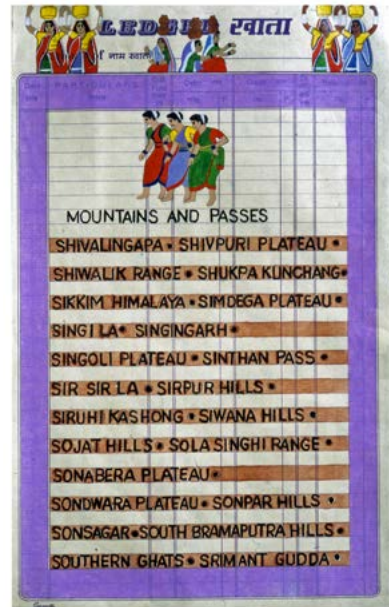 LEDGER खाता
नाम खाता
MOUNTAINS AND PASSES
SHIVALINGAPA • SHIVPURI PLATEAU •
SHIWALIK RANGE • SHUKPA KUNCHANG •
SIKKIM HIMALAYA • SIMDEGA PLATEAU •
SINGI LA • SINGINGARH •
SINGOLI PLATEAU • SINTHAN PASS •
SIR SIR LA • SIRPUR HILLS •
SIRUHI KASHONG • SIWANA HILLS •
SOJAT HILLS • SOLA SINGHI RANGE •
SONABERA PLATEAU •
SONDWARA PLATEAU • SONPAR HILLS •
SONSAGAR • SOUTH BRAMAPUTRA HILLS •
SOUTHERN GHATS • SRIMANT GUDDA •